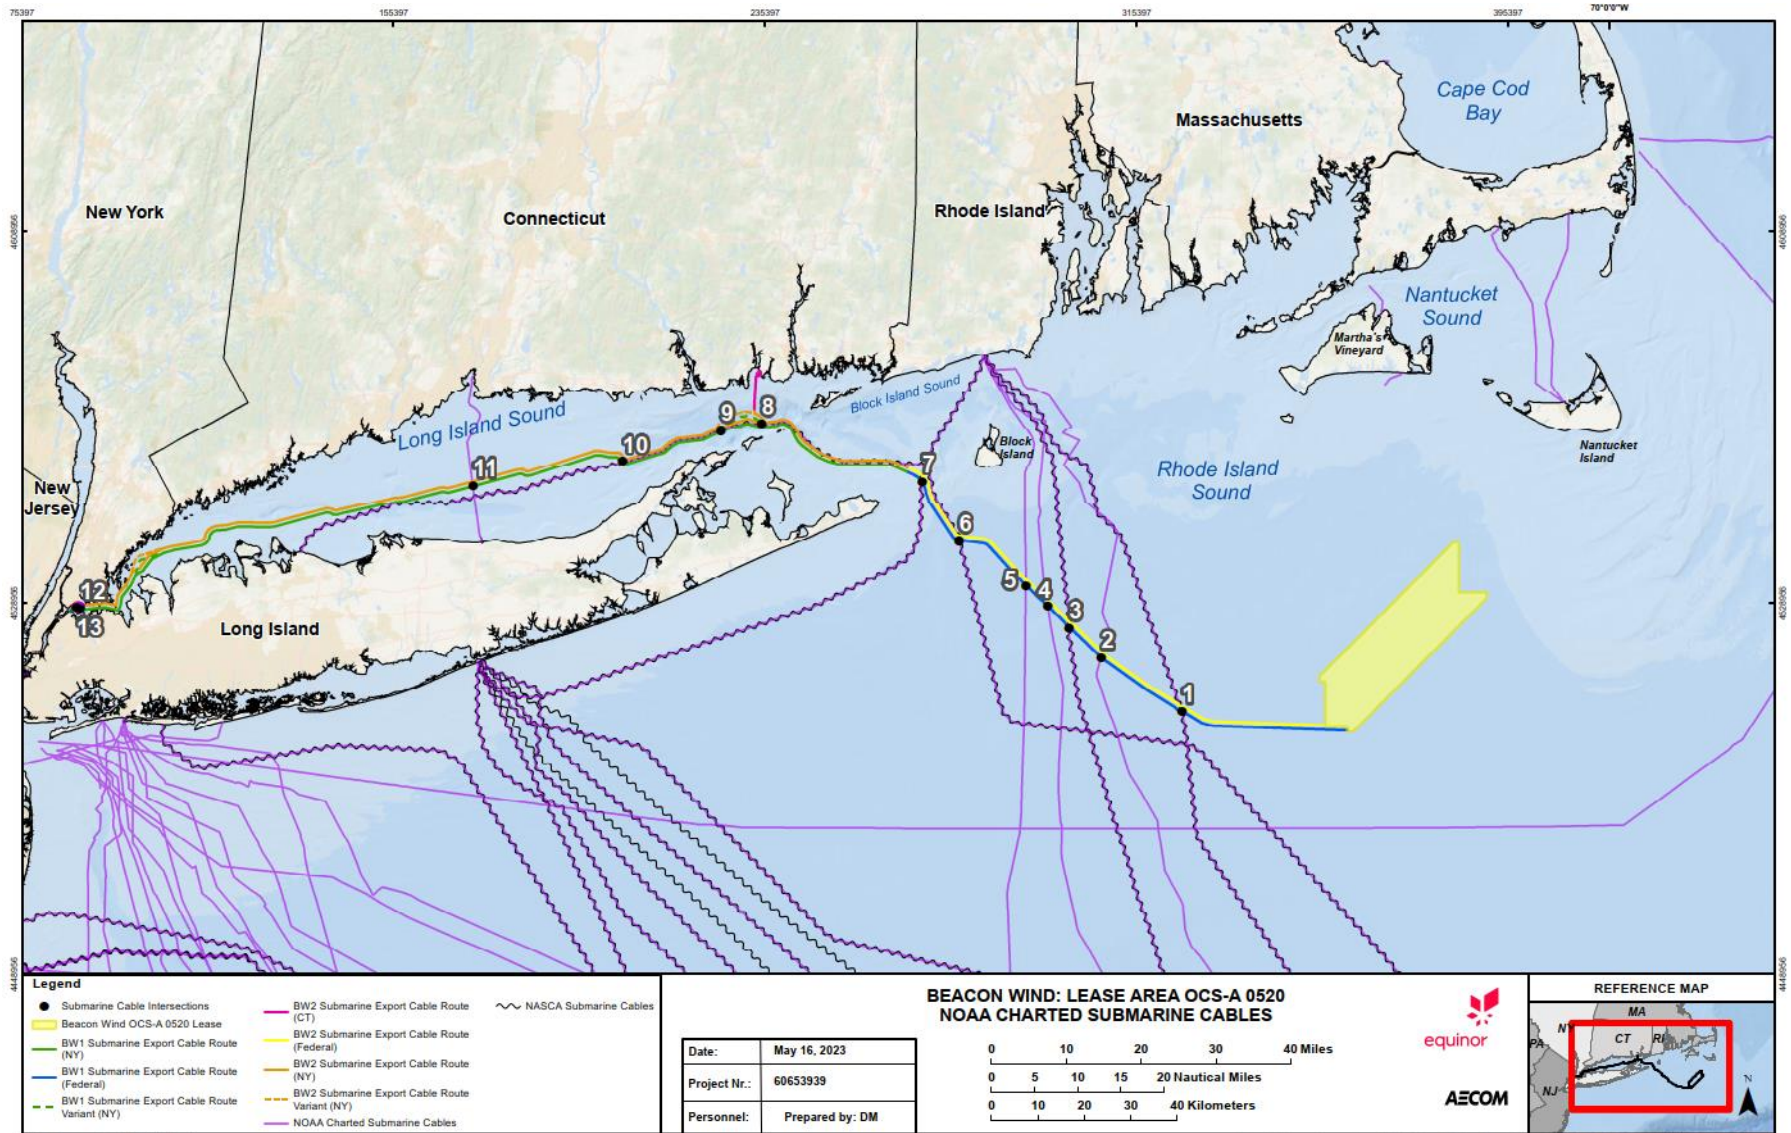 75397
155397
235397
315397
395397
70°0'0"W
Cape Cod
Bay
Massachusetts
New York
Connecticut
Rhode Island
4608956
4608956
Nantucket
Sound
Martha's
Vineyard
Block Island Sound
Long Island Sound
9
8
10
Block
Island
Nantucket
Island
7
Rhode Island
Sound
11
New
Jersey
6
5
4
3
12
13
4528956
4528956
Long Island
2
1
4448956
4448956
Legend
Submarine Cable Intersections
Beacon Wind OCS-A 0520 Lease
BW1 Submarine Export Cable Route
(NY)
BW1 Submarine Export Cable Route
(Federal)
BW1 Submarine Export Cable Route
Variant (NY)
BW2 Submarine Export Cable Route
(CT)
BW2 Submarine Export Cable Route
(Federal)
BW2 Submarine Export Cable Route
(NY)
BW2 Submarine Export Cable Route
Variant (NY)
NOAA Charted Submarine Cables
NASCA Submarine Cables
BEACON WIND: LEASE AREA OCS-A 0520
NOAA CHARTED SUBMARINE CABLES
Date: May 16, 2023
Project Nr.: 60653939
Personnel: Prepared by: DM
0 10 20 30 40 Miles
0 5 10 15 20 Nautical Miles
0 10 20 30 40 Kilometers
equinor
AECOM
REFERENCE MAP
MA
NY
CT
RI
PA
NJ
N